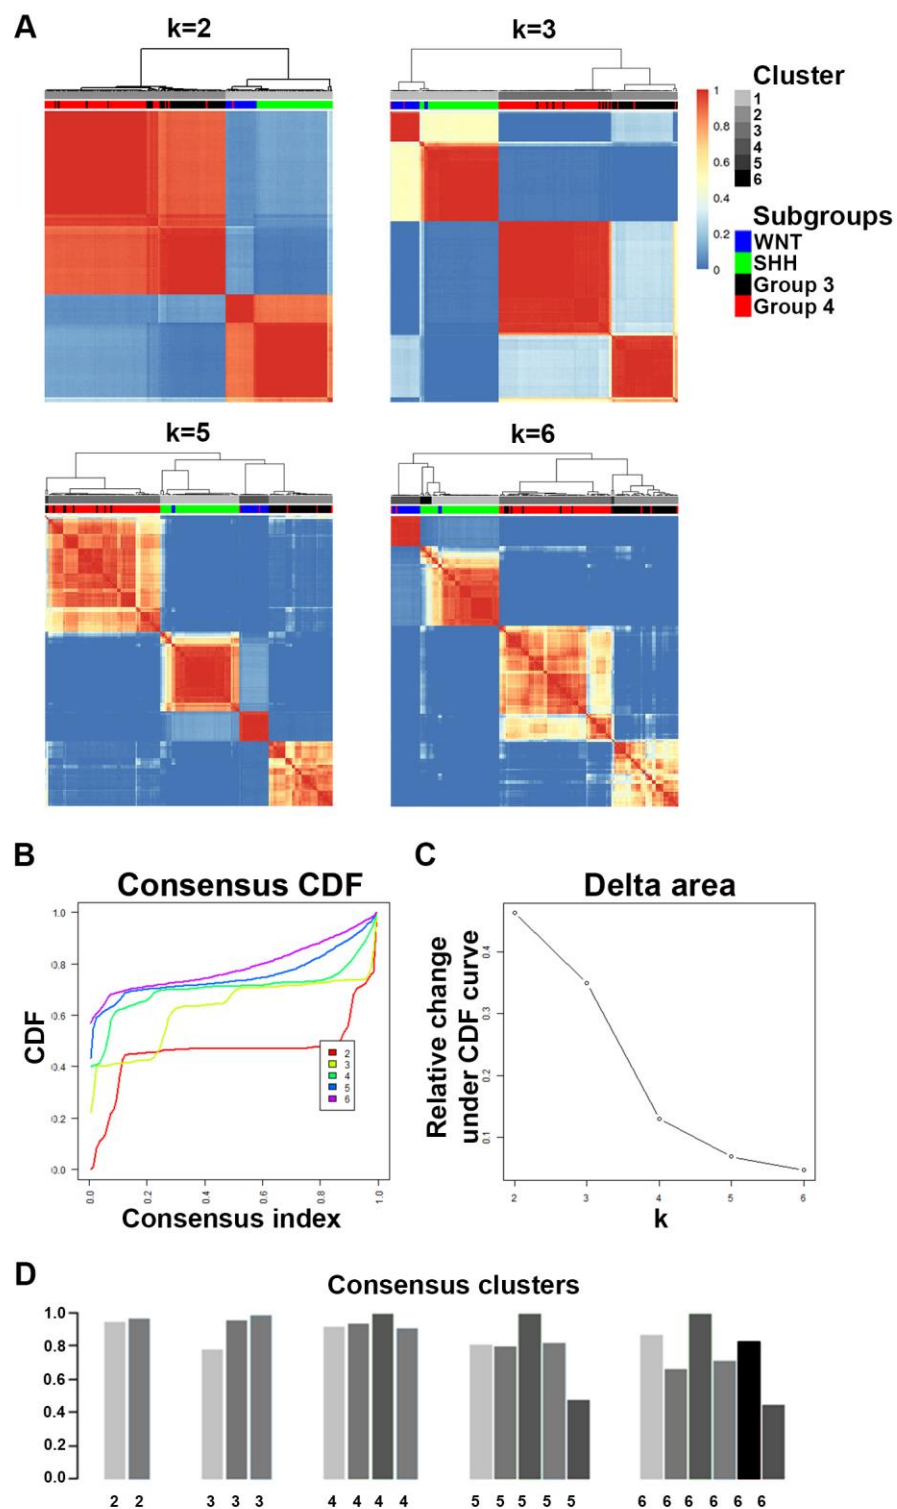 A
k=2
k=3
1
0.8
0.6
0.4
0.2
0
Cluster
1
2
3
4
5
6
Subgroups
WNT
SHH
Group 3
Group 4
k=5
k=6
B
Consensus CDF
CDF
1.0
0.8
0.6
0.4
0.2
0.0
2
3
4
5
6
0.0 0.2 0.4 0.6 0.8 1.0
Consensus index
C
Delta area
Relative change
under CDF curve
0.4
0.3
0.2
0.1
2 3 4 5 6
k
D
Consensus clusters
1.0
0.8
0.6
0.4
0.2
0.0
2 2 3 3 3 4 4 4 4 5 5 5 5 5 6 6 6 6 6 6